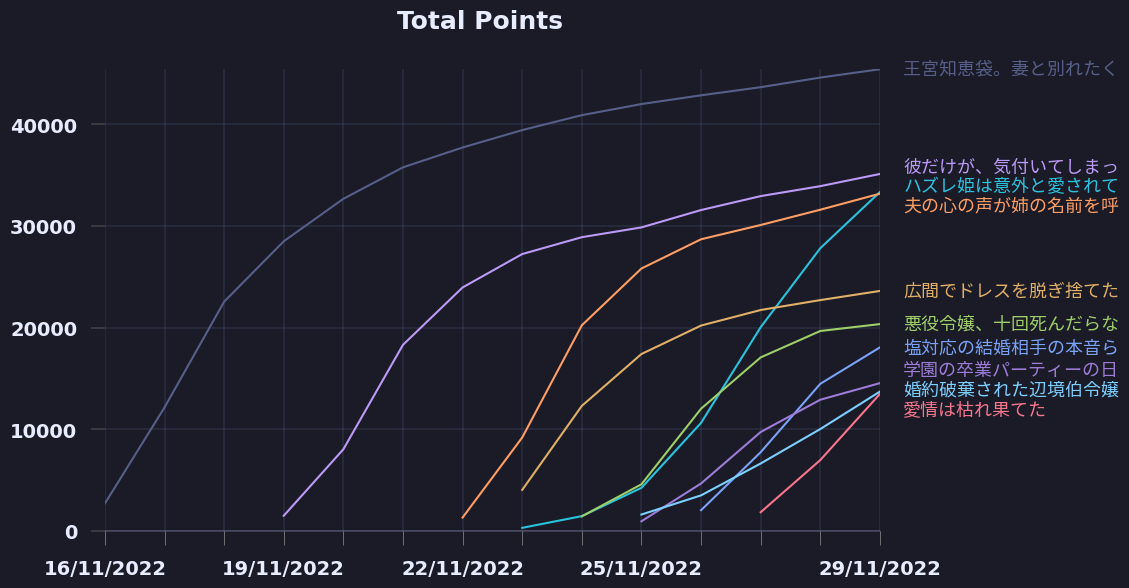 Total Points
王宮知恵袋。妻と別れたく
40000
彼だけが、気付いてしまっ
ハズレ姫は意外と愛されて
夫の心の声が姉の名前を呼
30000
広間でドレスを脱ぎ捨てた
悪役令嬢、十回死んだらな
20000
塩対応の結婚相手の本音ら
学園の卒業パーティーの日
婚約破棄された辺境伯令嬢
愛情は枯れ果てた
10000
0
16/11/2022 19/11/2022 22/11/2022 25/11/2022 29/11/2022